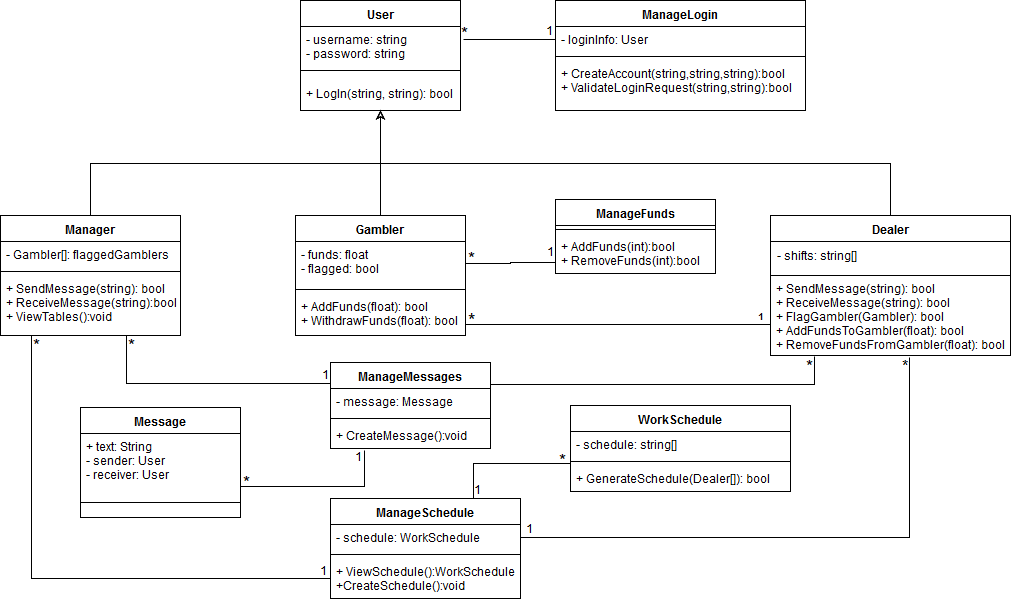 User
- username: string
- password: string
+ LogIn(string, string): bool
*
1
ManageLogin
- loginInfo: User
+ CreateAccount(string,string,string):bool
+ ValidateLoginRequest(string,string):bool
Manager
- Gambler[]: flaggedGamblers
+ SendMessage(string): bool
+ ReceiveMessage(string):bool
+ ViewTables():void
*
*
Gambler
- funds: float
- flagged: bool
+ AddFunds(float): bool
+ WithdrawFunds(float): bool
*
1
*
1
ManageFunds
+ AddFunds(int):bool
+ RemoveFunds(int):bool
Dealer
- shifts: string[]
+ SendMessage(string): bool
+ ReceiveMessage(string): bool
+ FlagGambler(Gambler): bool
+ AddFundsToGambler(float): bool
+ RemoveFundsFromGambler(float): bool
*
*
1
ManageMessages
- message: Message
+ CreateMessage():void
1
Message
+ text: String
- sender: User
- receiver: User
*
WorkSchedule
- schedule: string[]
+ GenerateSchedule(Dealer[]): bool
*
1
ManageSchedule
- schedule: WorkSchedule
+ ViewSchedule():WorkSchedule
+CreateSchedule():void
1
1